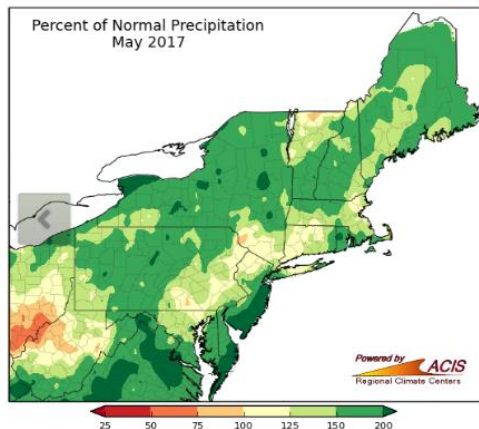 Percent of Normal Precipitation
May 2017
Powered by
ACIS
Regional Climate Centers
25 50 75 100 125 150 200